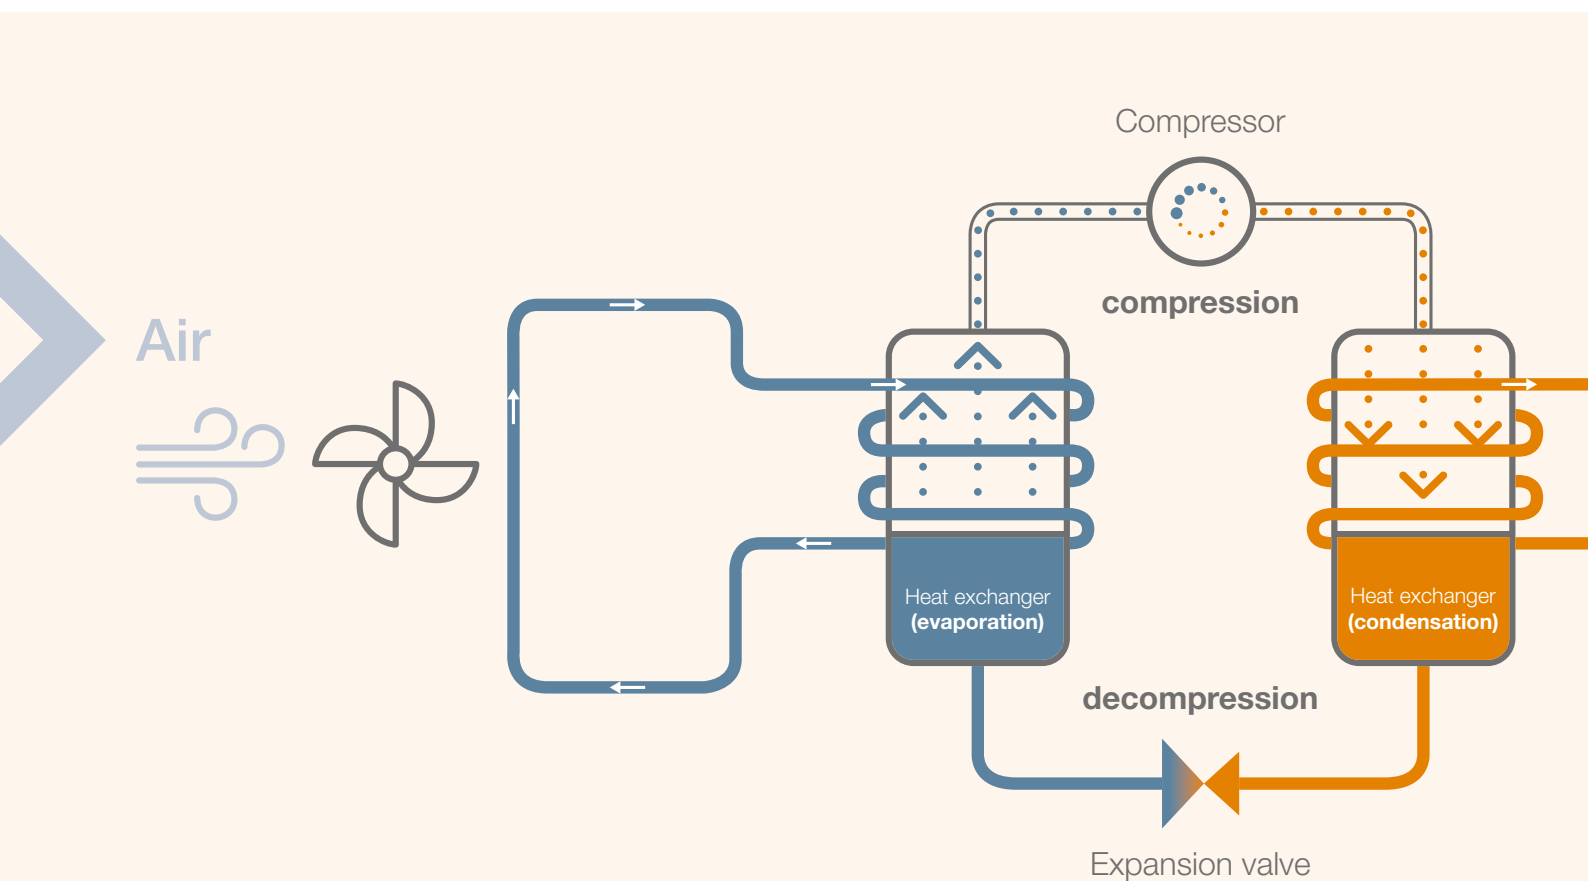 Compressor
compression
Air
Heat exchanger
(evaporation)
Heat exchanger
(condensation)
decompression
Expansion valve